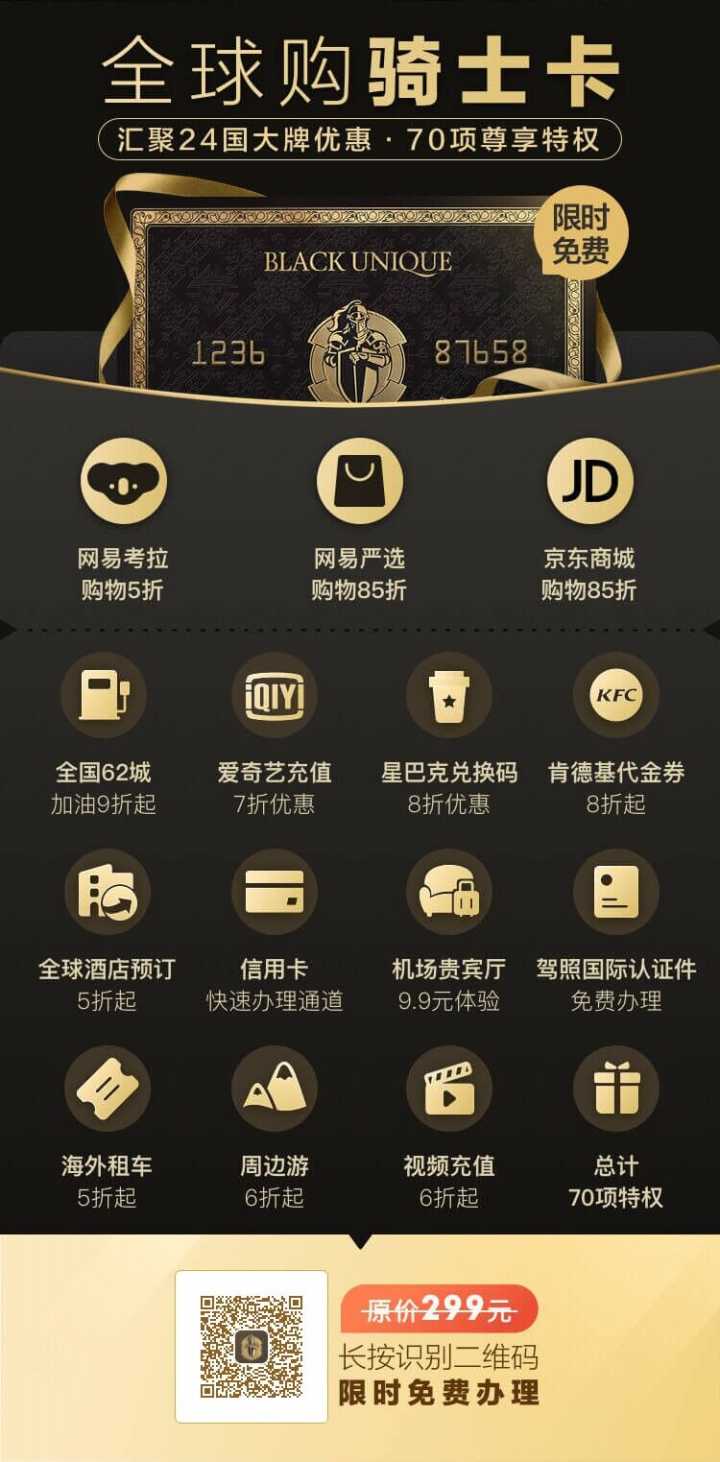 全球购骑士卡
汇聚24国大牌优惠·70项尊享特权
限时
免费
BLACK UNIQUE
1236 87658
网易考拉 网易严选 京东商城
购物5折 购物85折 购物85折
JD
iQIYI
KFC
全国62城 爱奇艺充值 星巴克兑换码 肯德基代金券
加油9折起 7折优惠 8折优惠 8折起
全球酒店预订 信用卡 机场贵宾厅 驾照国际认证件
5折起 快速办理通道 9.9元体验 免费办理
海外租车 周边游 视频充值 总计
5折起 6折起 6折起 70项特权
原价299元
长按识别二维码
限时免费办理